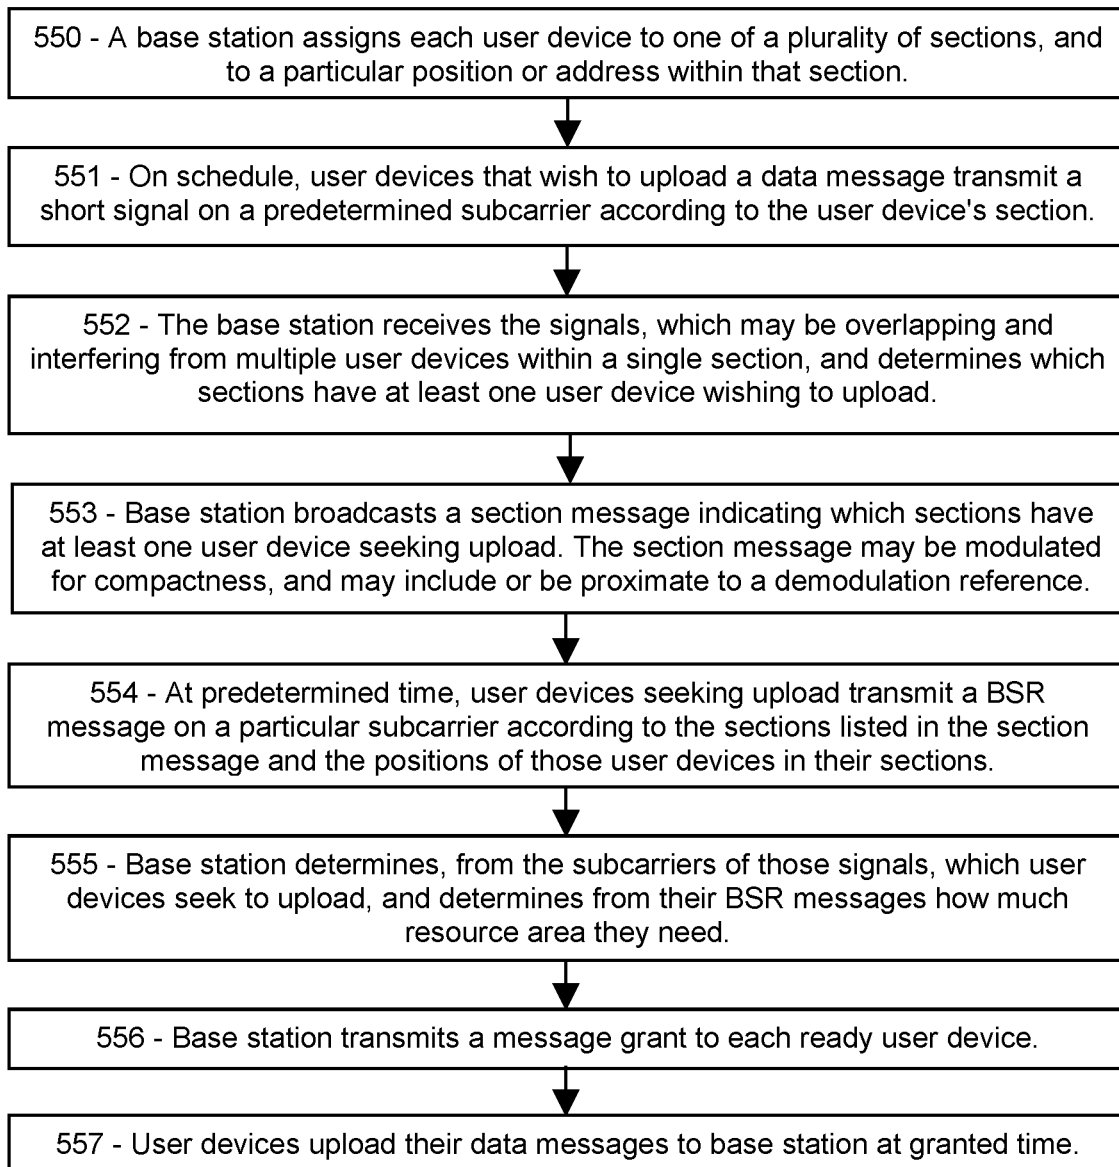 550 - A base station assigns each user device to one of a plurality of sections, and
to a particular position or address within that section.
551 - On schedule, user devices that wish to upload a data message transmit a
short signal on a predetermined subcarrier according to the user device's section.
552 - The base station receives the signals, which may be overlapping and
interfering from multiple user devices within a single section, and determines which
sections have at least one user device wishing to upload.
553 - Base station broadcasts a section message indicating which sections have
at least one user device seeking upload. The section message may be modulated
for compactness, and may include or be proximate to a demodulation reference.
554 - At predetermined time, user devices seeking upload transmit a BSR
message on a particular subcarrier according to the sections listed in the section
message and the positions of those user devices in their sections.
555 - Base station determines, from the subcarriers of those signals, which user
devices seek to upload, and determines from their BSR messages how much
resource area they need.
556 - Base station transmits a message grant to each ready user device.
557 - User devices upload their data messages to base station at granted time.